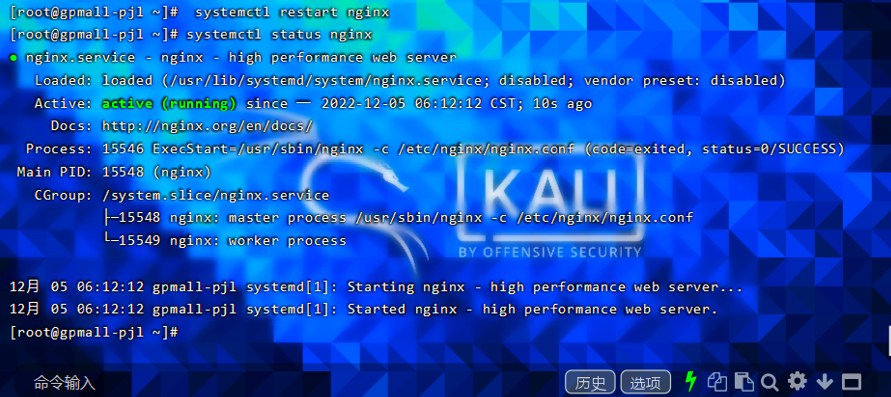 [root@gpmall-pjl ~]#  systemctl restart nginx
[root@gpmall-pjl ~]# systemctl status nginx
● nginx.service - nginx - high performance web server
   Loaded: loaded (/usr/lib/systemd/system/nginx.service; disabled; vendor preset: disabled)
   Active: active (running) since 一 2022-12-05 06:12:12 CST; 10s ago
     Docs: http://nginx.org/en/docs/
  Process: 15546 ExecStart=/usr/sbin/nginx -c /etc/nginx/nginx.conf (code=exited, status=0/SUCCESS)
 Main PID: 15548 (nginx)
   CGroup: /system.slice/nginx.service
           ├─15548 nginx: master process /usr/sbin/nginx -c /etc/nginx/nginx.conf
           └─15549 nginx: worker process
KALI
BY OFFENSIVE SECURITY
12月 05 06:12:12 gpmall-pjl systemd[1]: Starting nginx - high performance web server...
12月 05 06:12:12 gpmall-pjl systemd[1]: Started nginx - high performance web server.
[root@gpmall-pjl ~]#
命令输入 历史 选项